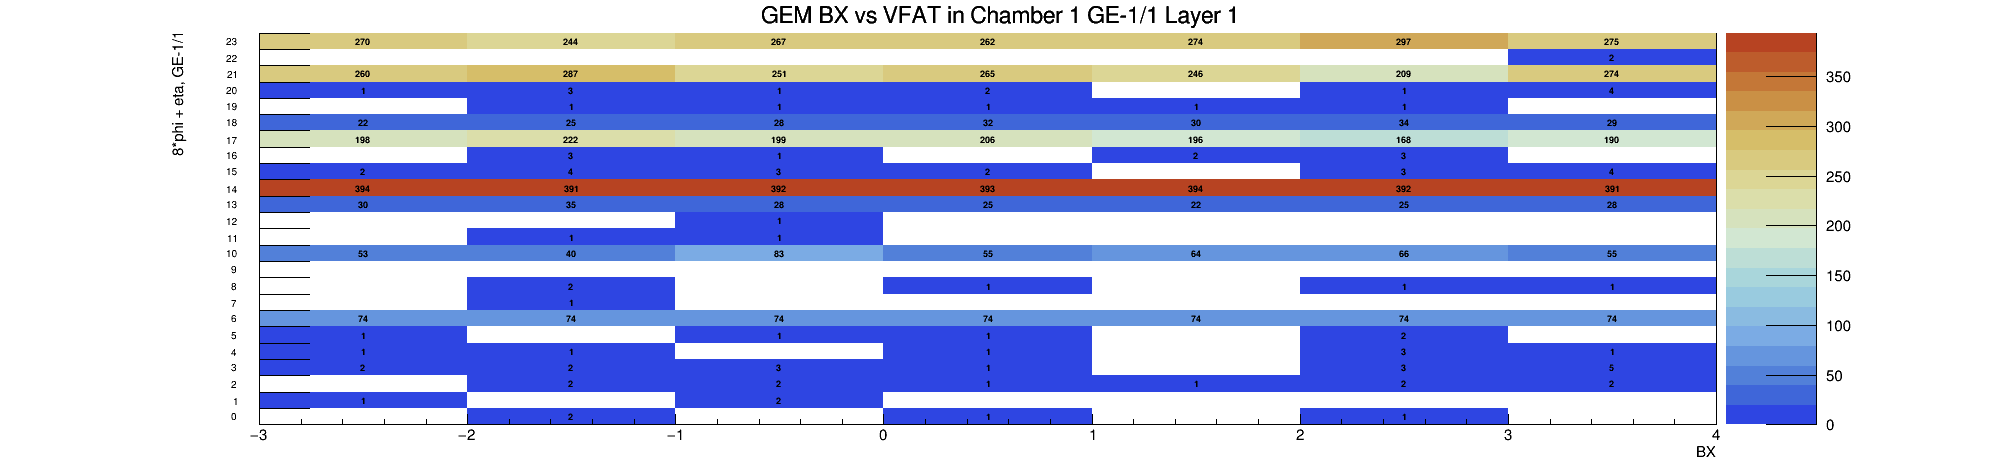 GEM BX vs VFAT in Chamber 1 GE-1/1 Layer 1
8*phi + eta, GE-1/1
23 270 244 267 262 274 297 275
22 2
21 260 287 251 265 246 209 274
20 1 3 1 2 1 4
19 1 1 1 1 1
18 22 25 28 32 30 34 29
17 198 222 199 206 196 168 190
16 3 1 2 3
15 2 4 3 2 3 4
14 394 391 392 393 394 392 391
13 30 35 28 25 22 25 28
12 1
11 1 1
10 53 40 83 55 64 66 55
9
8 2 1 1 1
7 1
6 74 74 74 74 74 74 74
5 1 1 1 2
4 1 1 1 3 1
3 2 2 3 1 3 5
2 2 2 1 1 2 2
1 1 2
0 2 1 1
−3 −2 −1 0 1 2 3 4
BX
350
300
250
200
150
100
50
0